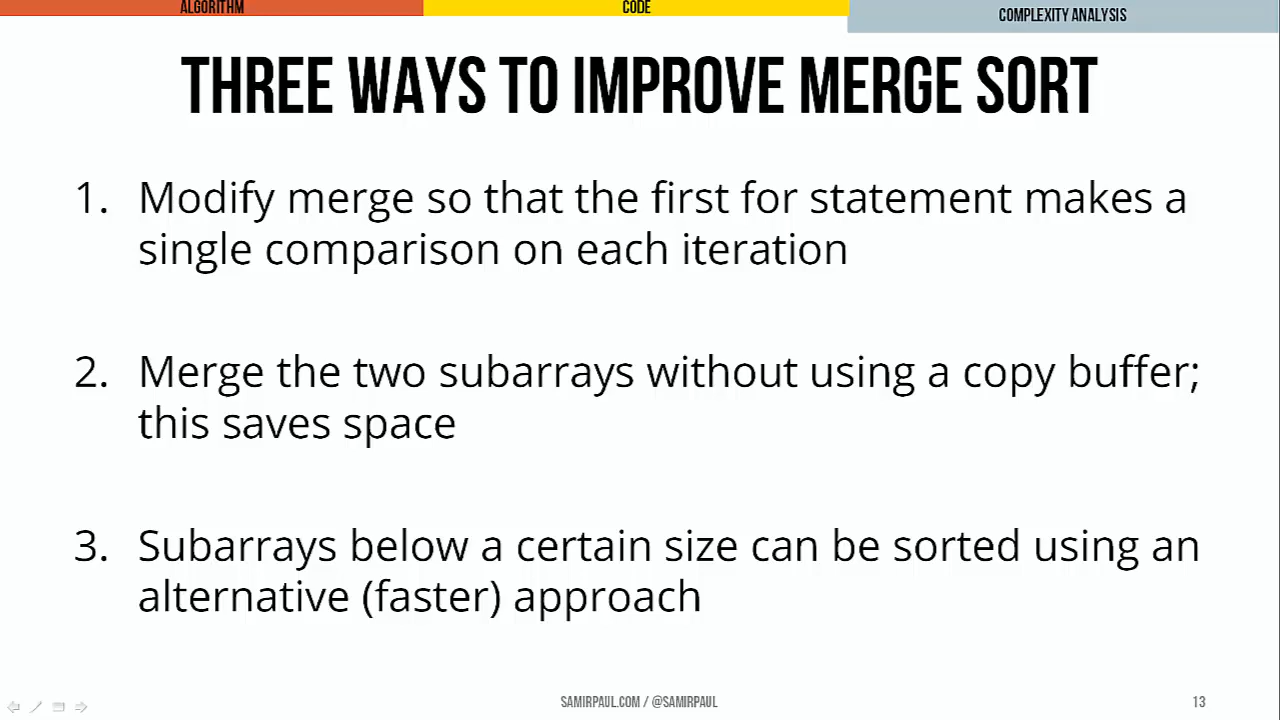 ALGORITHM
CODE
COMPLEXITY ANALYSIS
THREE WAYS TO IMPROVE MERGE SORT
1. Modify merge so that the first for statement makes a
single comparison on each iteration
2. Merge the two subarrays without using a copy buffer;
this saves space
3. Subarrays below a certain size can be sorted using an
alternative (faster) approach
SAMIRPAUL.COM / @SAMIRPAUL
13